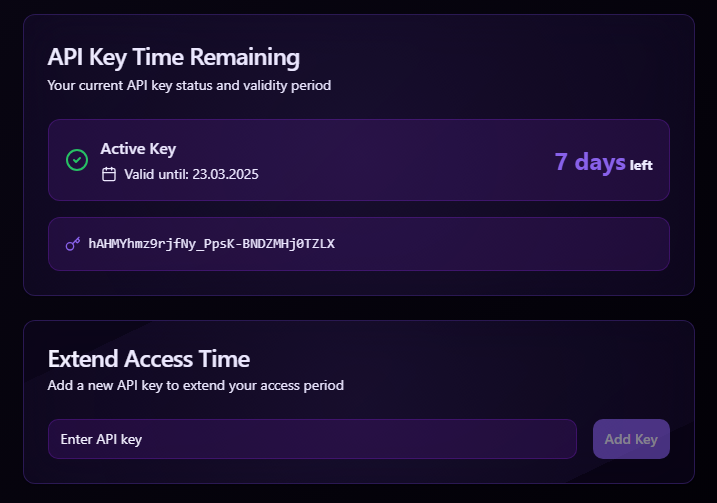 API Key Time Remaining
Your current API key status and validity period
Active Key
Valid until: 23.03.2025
7 days left
hAHMYhmz9rjfNy_PpsK-BNDZMHj0TZLX
Extend Access Time
Add a new API key to extend your access period
Enter API key
Add Key